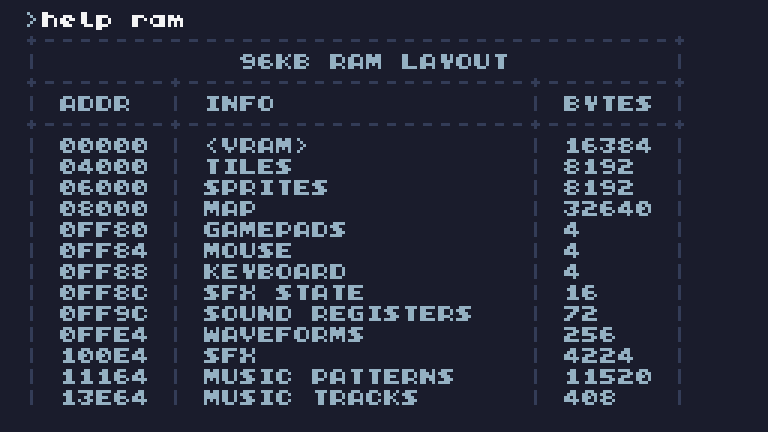 >help ram
96KB RAM LAYOUT
ADDR | INFO | BYTES
00000 | <VRAM> | 16384
04000 | TILES | 8192
06000 | SPRITES | 8192
08000 | MAP | 32640
0FF80 | GAMEPADS | 4
0FF84 | MOUSE | 4
0FF88 | KEYBOARD | 4
0FF8C | SFX STATE | 16
0FF9C | SOUND REGISTERS | 72
0FFE4 | WAVEFORMS | 256
100E4 | SFX | 4224
11164 | MUSIC PATTERNS | 11520
13E64 | MUSIC TRACKS | 408